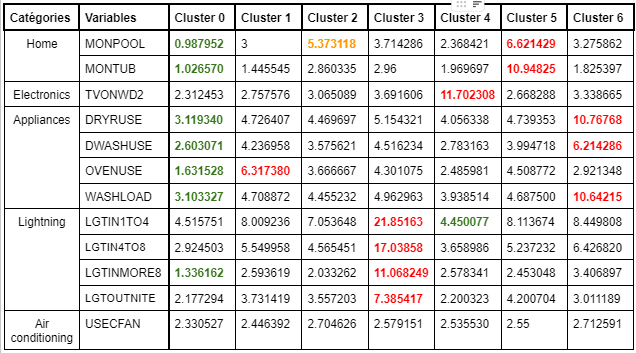 Catégories Variables Cluster 0 Cluster 1 Cluster 2 Cluster 3 Cluster 4 Cluster 5 Cluster 6
Home MONPOOL 0.987952 3 5.373118 3.714286 2.368421 6.621429 3.275862
MONTUB 1.026570 1.445545 2.860335 2.96 1.969697 10.94825 1.825397
Electronics TVONWD2 2.312453 2.757576 3.065089 3.691606 11.702308 2.668288 3.338665
Appliances DRYRUSE 3.119340 4.726407 4.469697 5.154321 4.056338 4.739353 10.76768
DWASHUSE 2.603071 4.236958 3.575621 4.516234 2.783163 3.994718 6.214286
OVENUSE 1.631528 6.317380 3.666667 4.301075 2.485981 4.508772 2.921348
WASHLOAD 3.103327 4.708872 4.455232 4.962963 3.938514 4.687500 10.64215
Lightning LGTIN1TO4 4.515751 8.009236 7.053648 21.85163 4.450077 8.113674 8.449808
LGTIN4TO8 2.924503 5.549958 4.565451 17.03858 3.658986 5.237232 6.426820
LGTINMORE8 1.336162 2.593619 2.033262 11.068249 2.578341 2.453048 3.406897
LGTOUTNITE 2.177294 3.731419 3.557203 7.385417 2.200323 4.200704 3.011189
Air USECFAN 2.330527 2.446392 2.704626 2.579151 2.535530 2.55 2.712591
conditioning